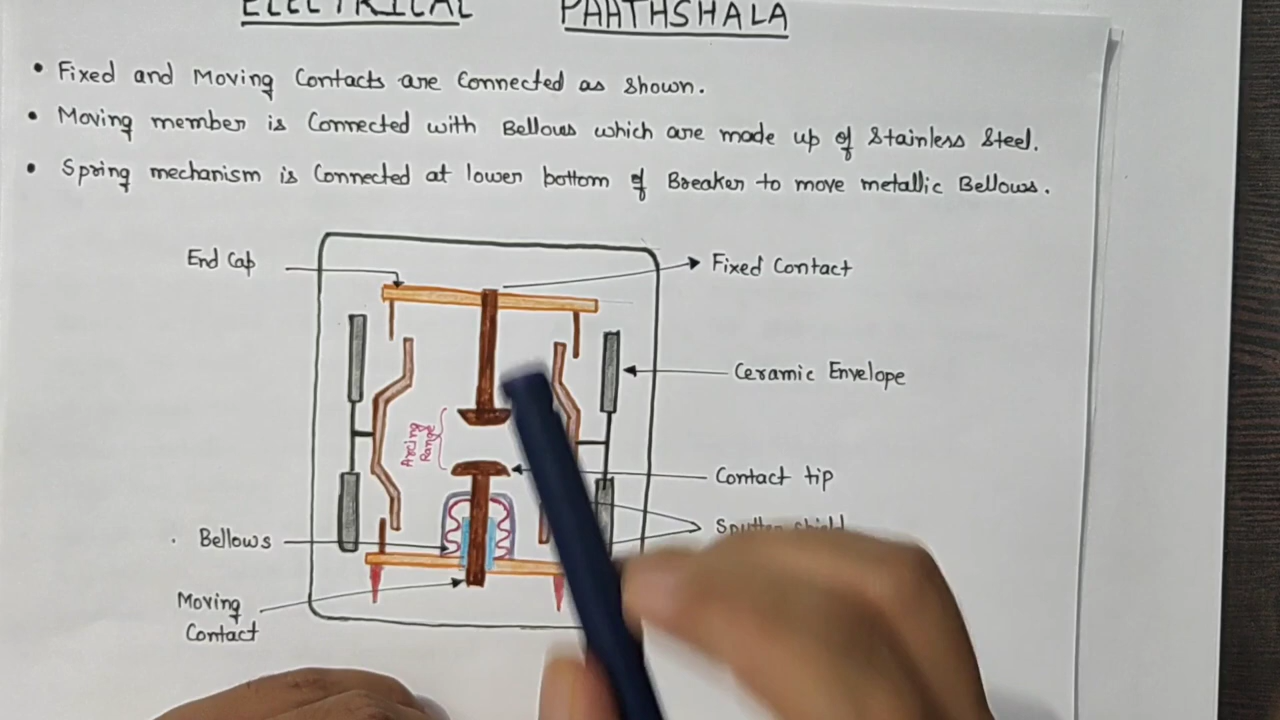 ELECTRICAL PAATHSHALA
• Fixed and Moving Contacts are Connected as shown.
• Moving member is Connected with Bellows which are made up of Stainless Steel.
• Spring mechanism is Connected at lower bottom of Breaker to move metallic Bellows.
End Cap
Fixed Contact
Ceramic Envelope
Arcing
Range
Contact tip
Bellows
Moving
Contact